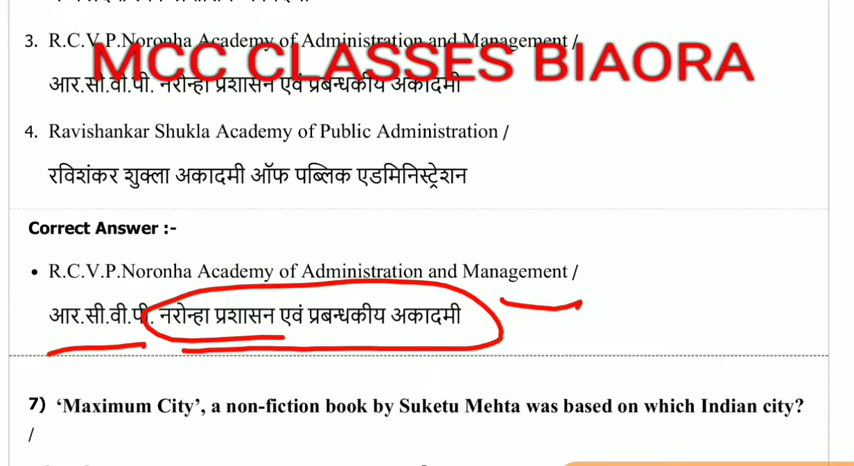 3. R.C.V.P.Noronha Academy of Administration and Management /
MCC CLASSES BIAORA
आर.सी.वी.पी. नरोन्हा प्रशासन एवं प्रबन्धकीय अकादमी
4. Ravishankar Shukla Academy of Public Administration /
रविशंकर शुक्ला अकादमी ऑफ पब्लिक एडमिनिस्ट्रेशन
Correct Answer :-
• R.C.V.P.Noronha Academy of Administration and Management /
आर.सी.वी.पी. नरोन्हा प्रशासन एवं प्रबन्धकीय अकादमी
7) ‘Maximum City’, a non-fiction book by Suketu Mehta was based on which Indian city?
/